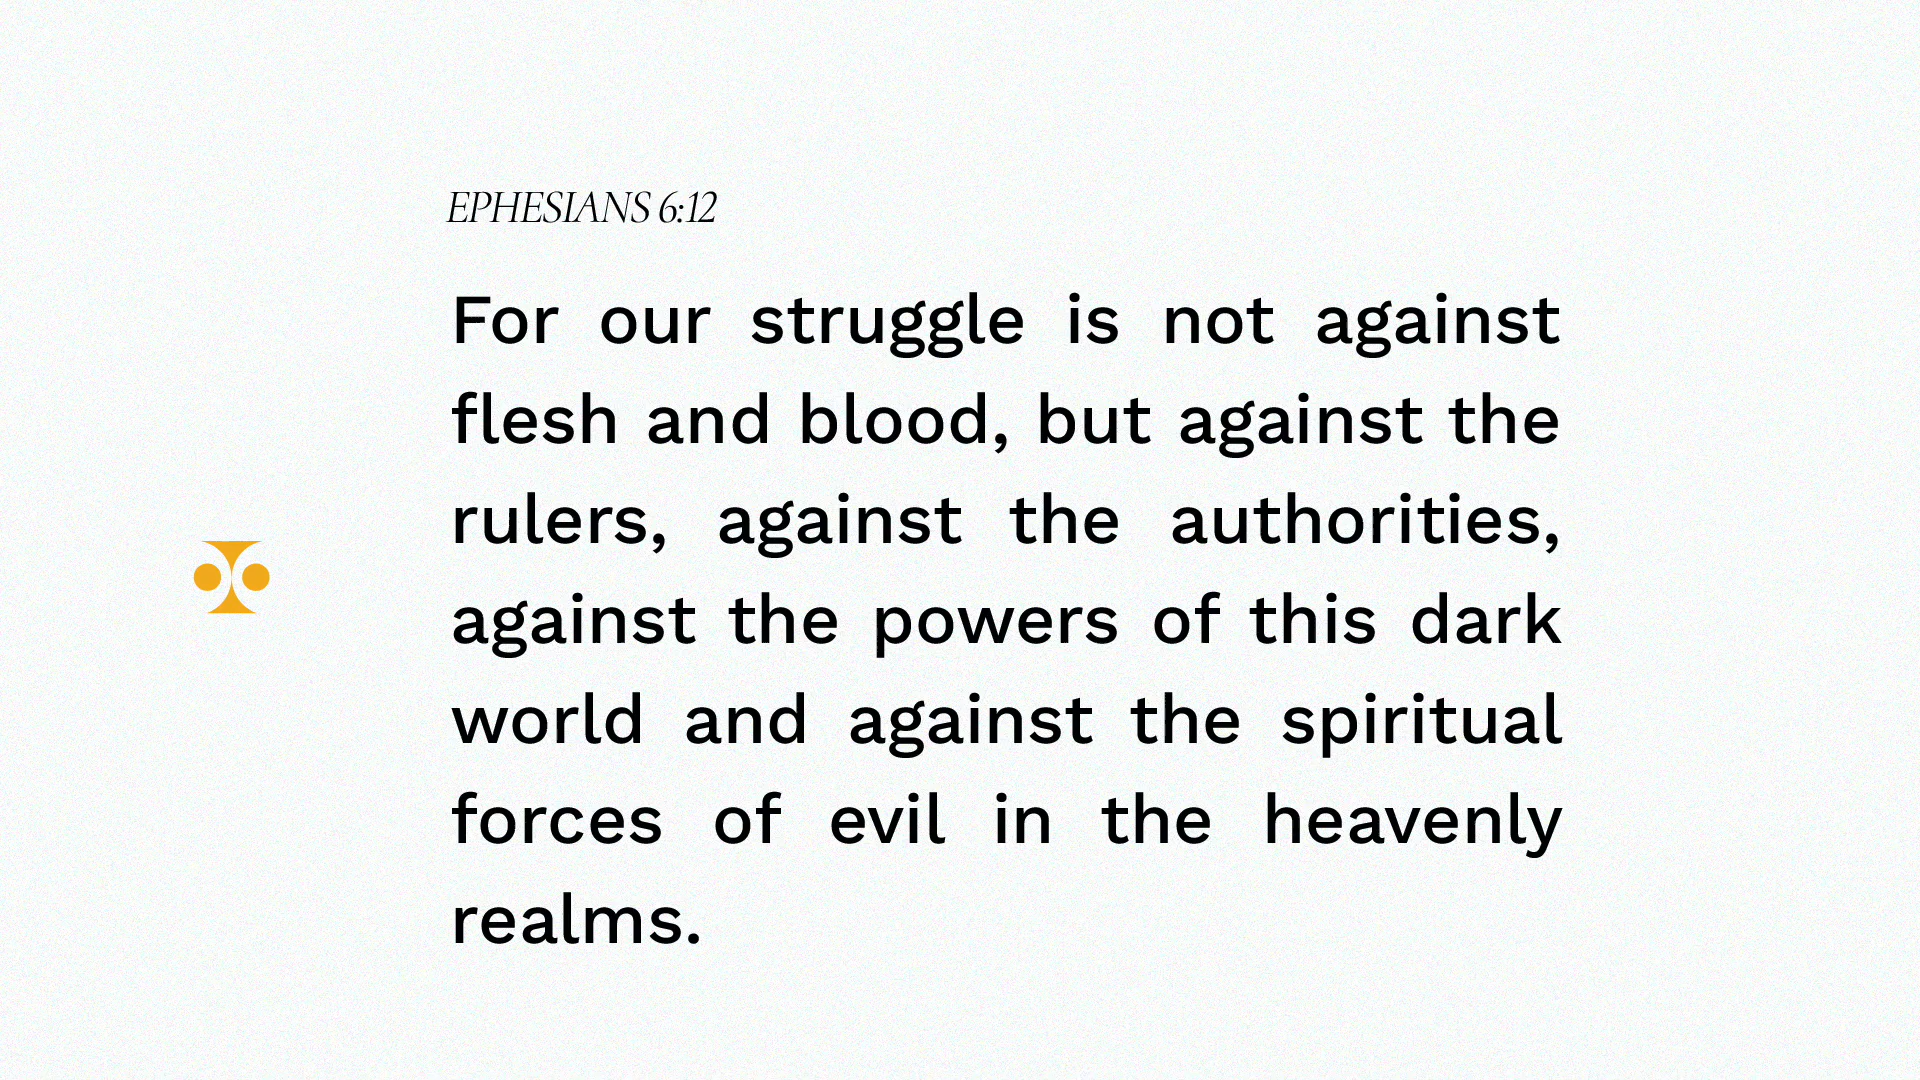 EPHESIANS 6:12
For our struggle is not against
flesh and blood, but against the
rulers, against the authorities,
against the powers of this dark
world and against the spiritual
forces of evil in the heavenly
realms.